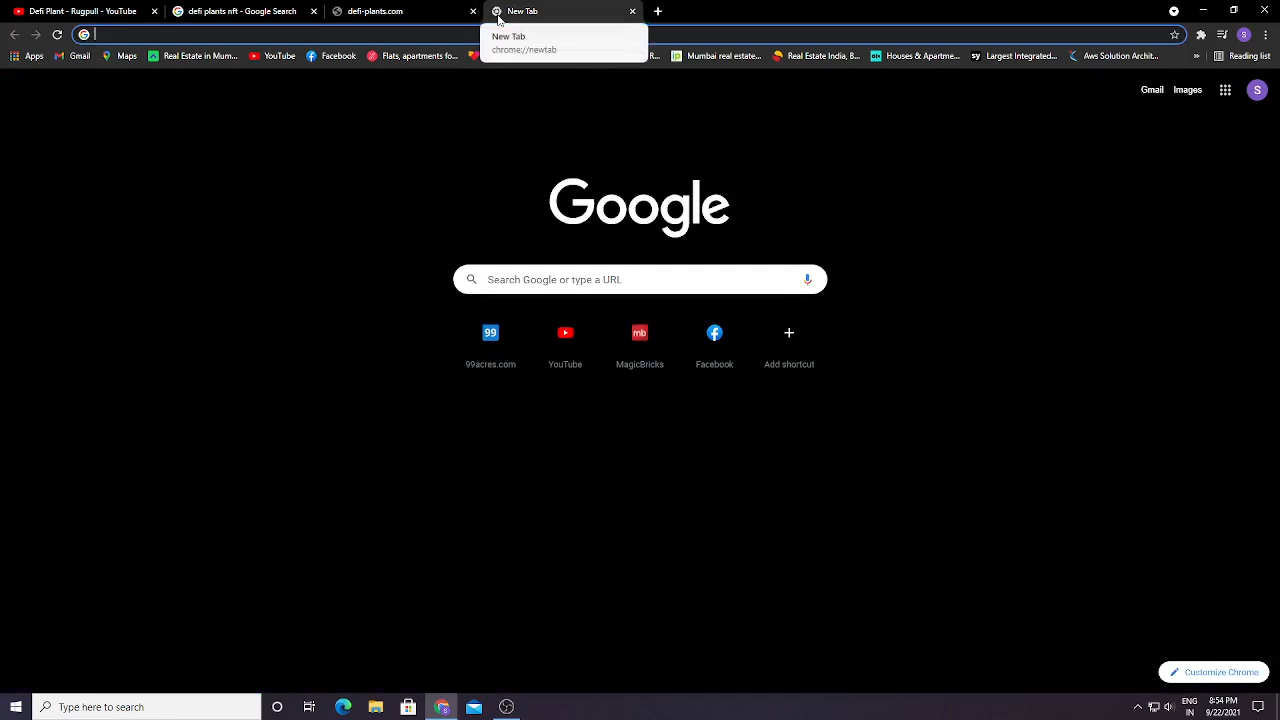 Defi Plant - Rugpull - YouTube
defi plants nft - Google Search
defi-plants.com
New Tab
New Tab
chrome://newtab
S
Apps
Gmail
Maps
Real Estate in Mum...
YouTube
Facebook
Flats, apartments fo...
R...
Mumbai real estate...
Real Estate India, B...
Houses & Apartme...
sy Largest Integrated...
Aws Solution Archit...
»
Reading list
Gmail
Images
S
Google
Search Google or type a URL
99
mb
99acres.com
YouTube
MagicBricks
Facebook
Add shortcut
Customize Chrome
Type here to search
ENG
IN
8:54 PM
9/22/2021